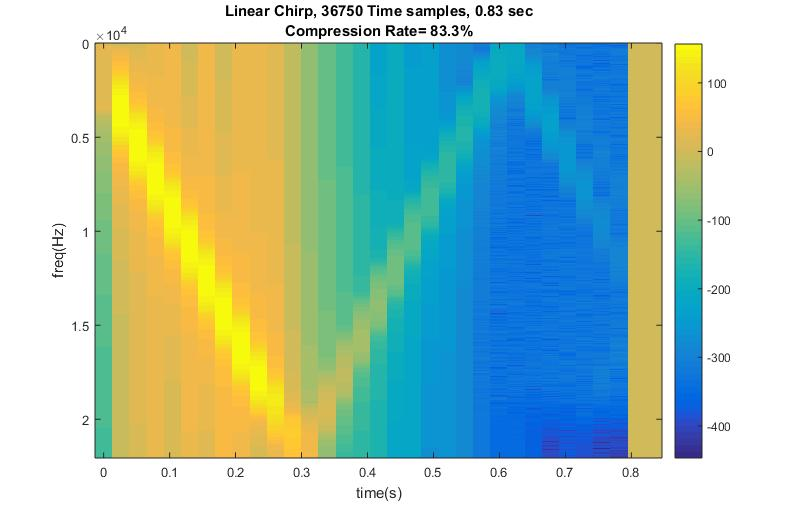 Linear Chirp, 36750 Time samples, 0.83 sec
Compression Rate= 83.3%
×10⁴
0
0.5
1
1.5
2
freq(Hz)
0 0.1 0.2 0.3 0.4 0.5 0.6 0.7 0.8
time(s)
100
0
-100
-200
-300
-400